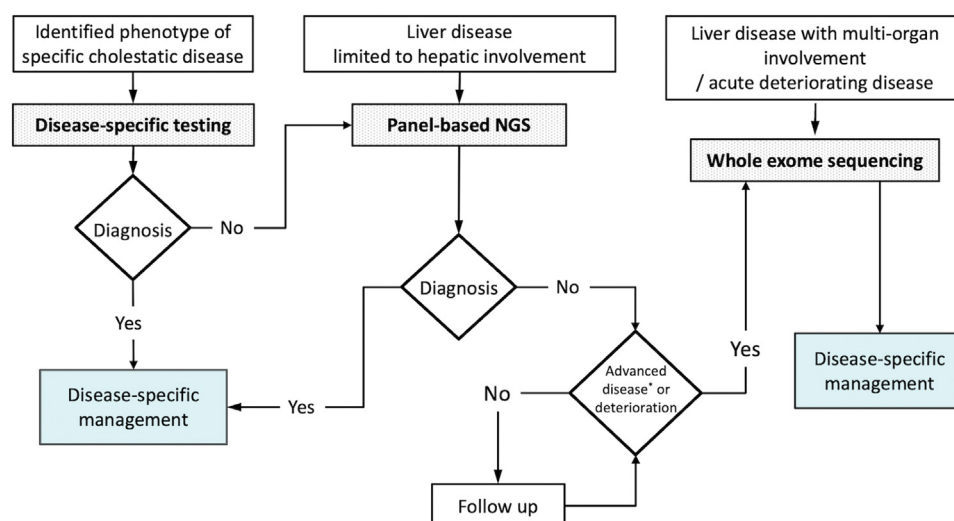 Identified phenotype of
specific cholestatic disease
Liver disease
limited to hepatic involvement
Liver disease with multi-organ
involvement
/ acute deteriorating disease
Disease-specific testing
Panel-based NGS
Whole exome sequencing
Diagnosis
No
Diagnosis
No
Yes
Yes
Disease-specific
management
Advanced
disease* or
deterioration
No
Yes
Follow up
Disease-specific
management